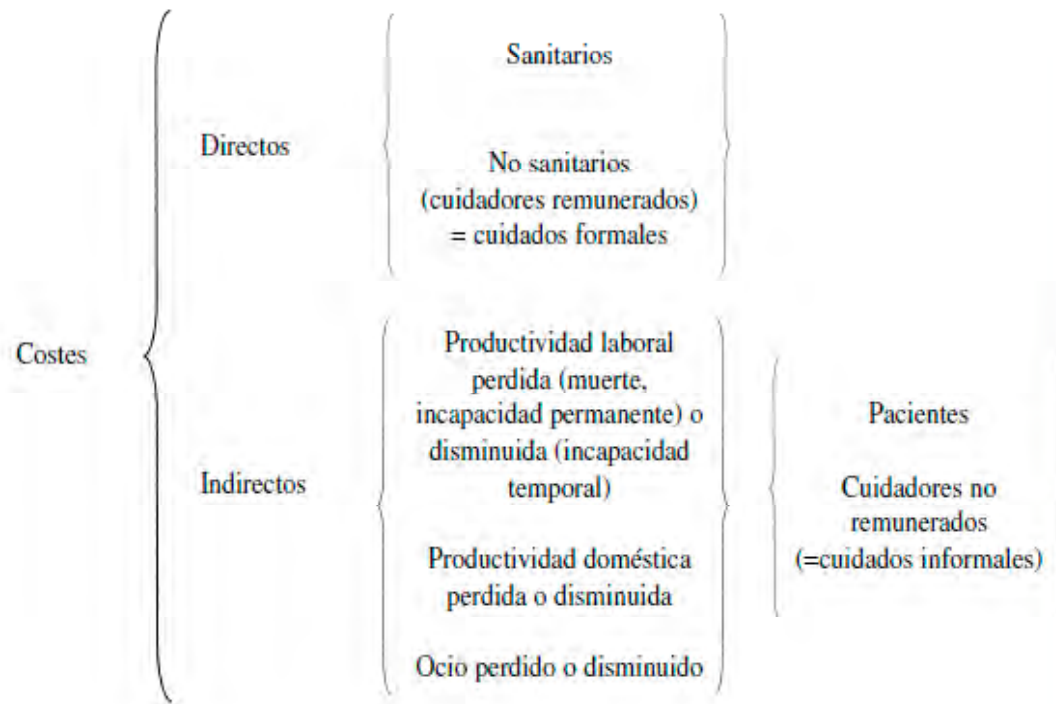 Costes
Directos
Sanitarios
No sanitarios
(cuidadores remunerados)
= cuidados formales
Indirectos
Productividad laboral
perdida (muerte,
incapacidad permanente) o
disminuida (incapacidad
temporal)
Productividad doméstica
perdida o disminuida
Ocio perdido o disminuido
Pacientes
Cuidadores no
remunerados
(=cuidados informales)